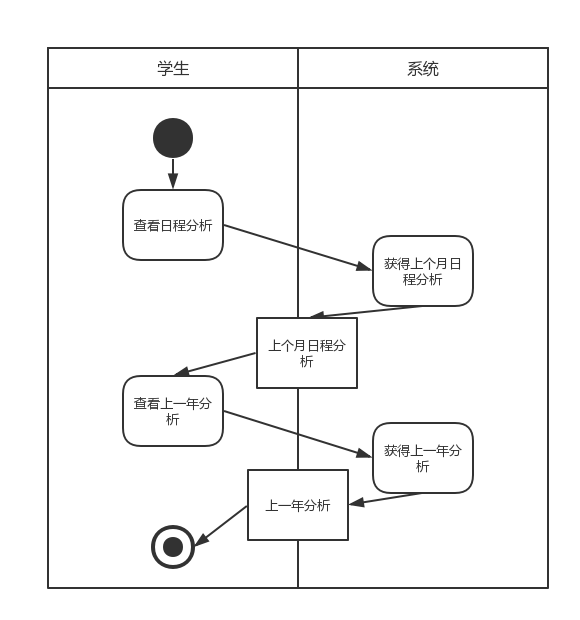 学生
系统
查看日程分析
获得上个月日
程分析
上个月日程分
析
查看上一年分
析
获得上一年分
析
上一年分析